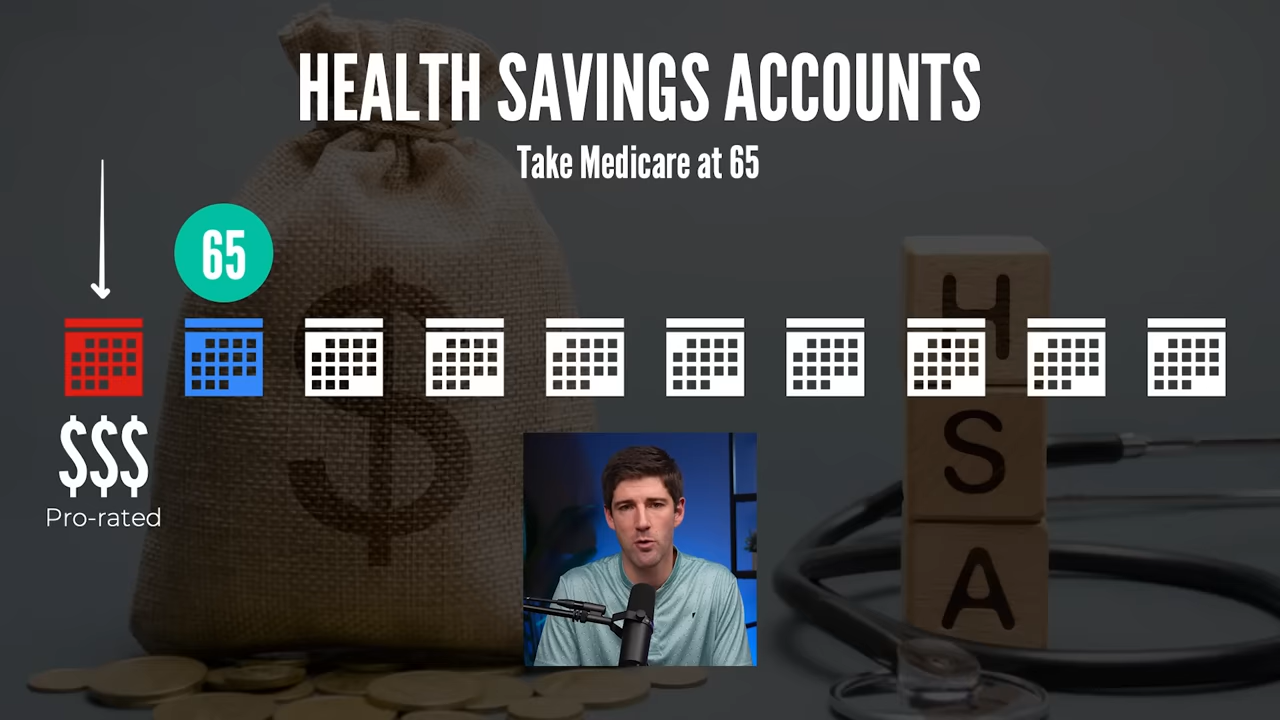 HEALTH SAVINGS ACCOUNTS
Take Medicare at 65
65
$
$$$
Pro-rated
H
S
A